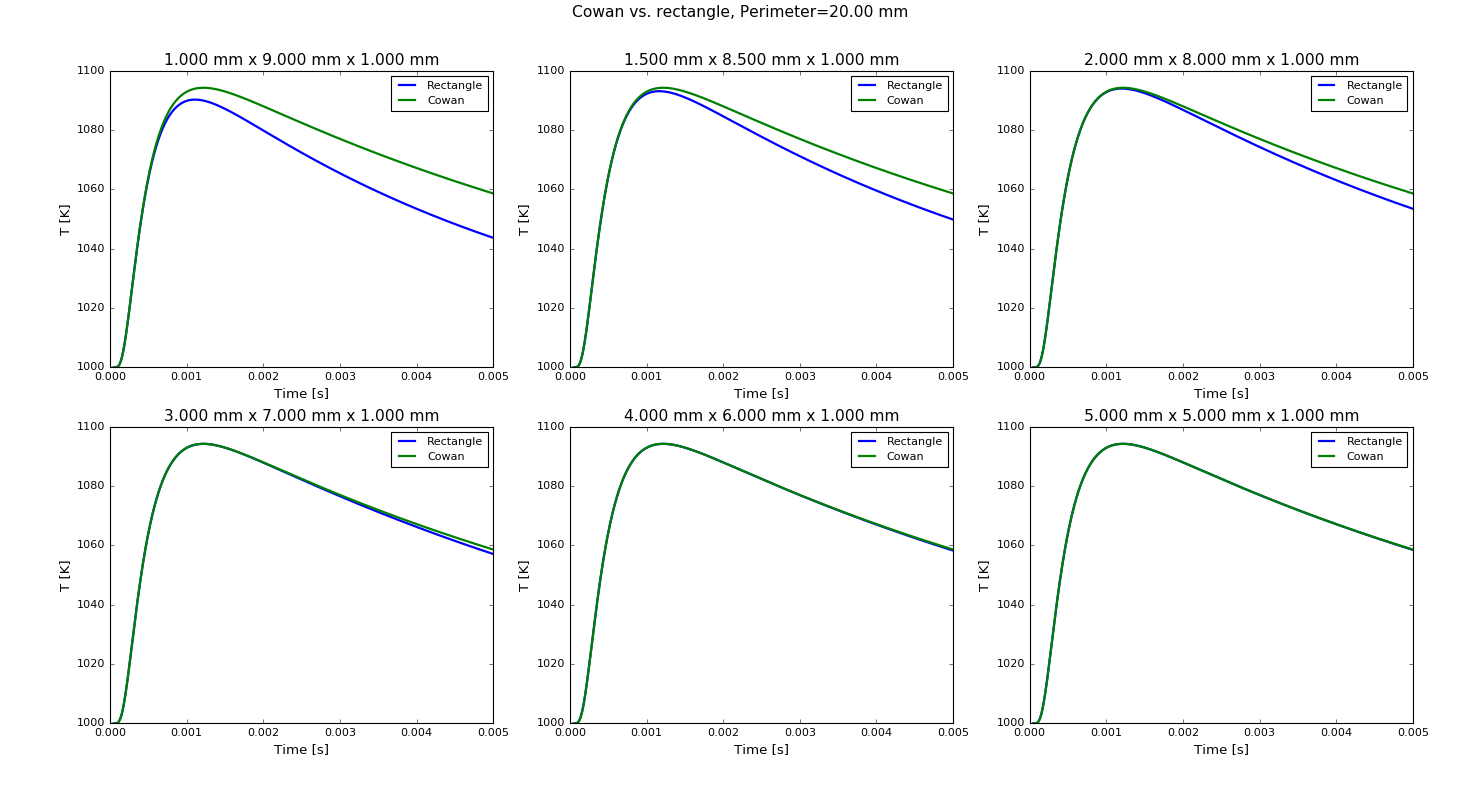 Cowan vs. rectangle, Perimeter=20.00 mm
1.000 mm x 9.000 mm x 1.000 mm
1100
1080
1060
1040
1020
1000
T [K]
Rectangle
Cowan
0.000 0.001 0.002 0.003 0.004 0.005
Time [s]
1.500 mm x 8.500 mm x 1.000 mm
1100
1080
1060
1040
1020
1000
T [K]
Rectangle
Cowan
0.000 0.001 0.002 0.003 0.004 0.005
Time [s]
2.000 mm x 8.000 mm x 1.000 mm
1100
1080
1060
1040
1020
1000
T [K]
Rectangle
Cowan
0.000 0.001 0.002 0.003 0.004 0.005
Time [s]
3.000 mm x 7.000 mm x 1.000 mm
1100
1080
1060
1040
1020
1000
T [K]
Rectangle
Cowan
0.000 0.001 0.002 0.003 0.004 0.005
Time [s]
4.000 mm x 6.000 mm x 1.000 mm
1100
1080
1060
1040
1020
1000
T [K]
Rectangle
Cowan
0.000 0.001 0.002 0.003 0.004 0.005
Time [s]
5.000 mm x 5.000 mm x 1.000 mm
1100
1080
1060
1040
1020
1000
T [K]
Rectangle
Cowan
0.000 0.001 0.002 0.003 0.004 0.005
Time [s]